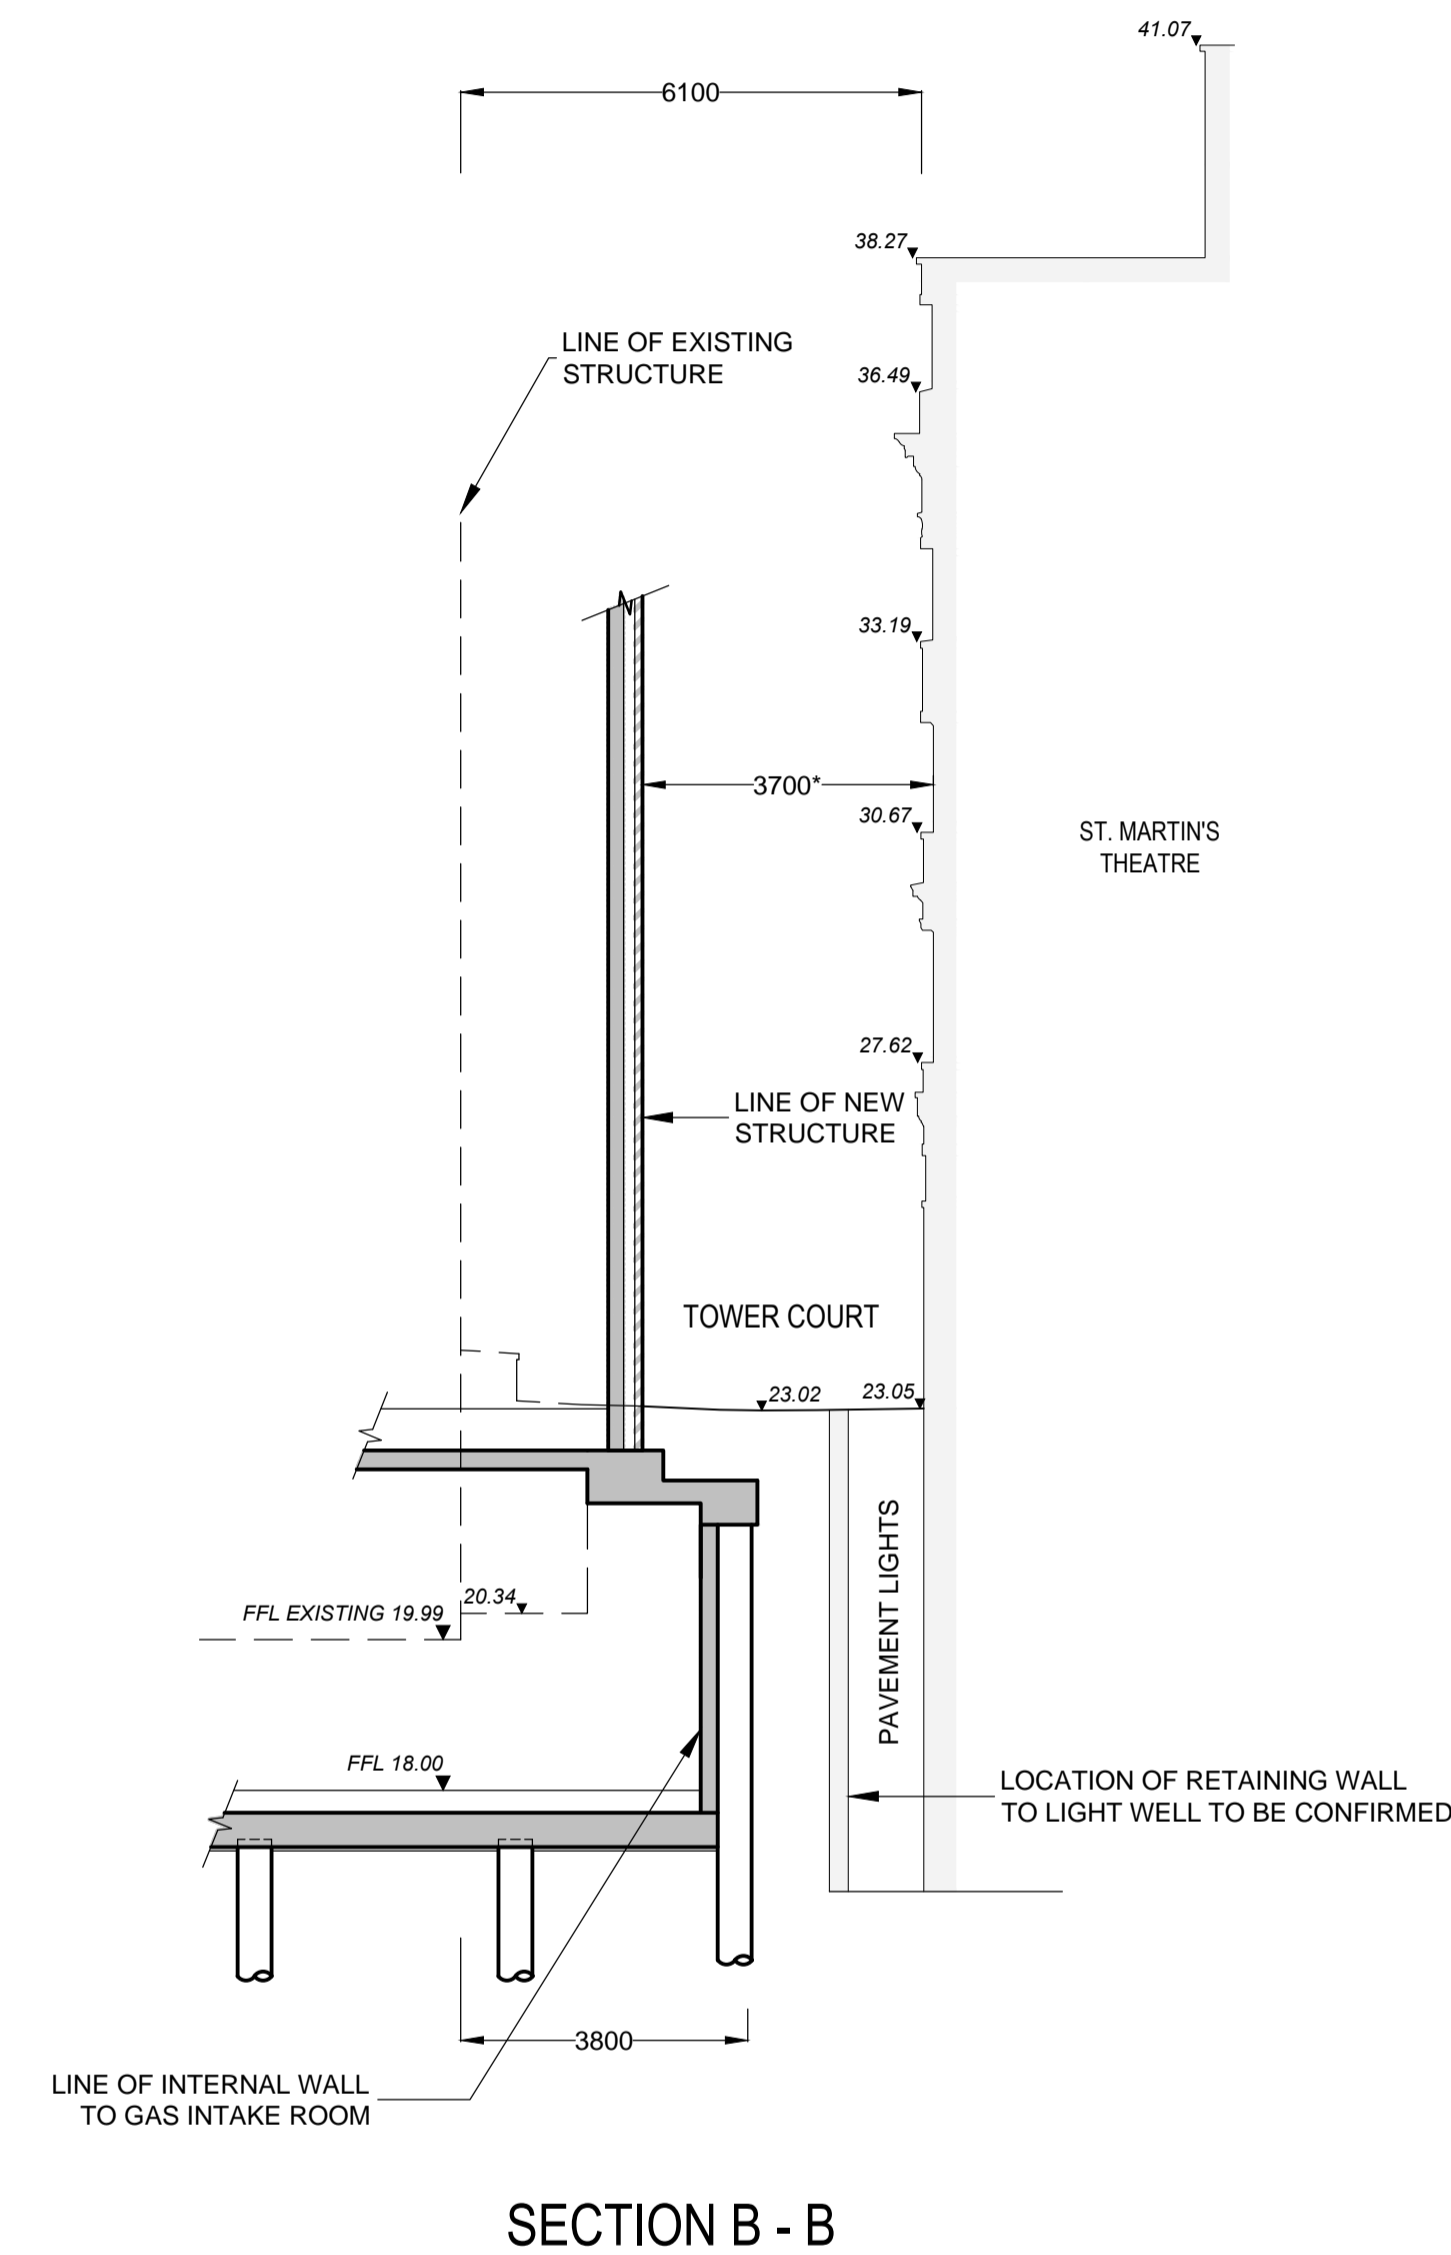 41.07
6100
38.27
LINE OF EXISTING
STRUCTURE
36.49
33.19
3700*
30.67
ST. MARTIN'S
THEATRE
27.62
LINE OF NEW
STRUCTURE
TOWER COURT
23.02
23.05
PAVEMENT LIGHTS
20.34
FFL EXISTING 19.99
FFL 18.00
LOCATION OF RETAINING WALL
TO LIGHT WELL TO BE CONFIRMED
3800
LINE OF INTERNAL WALL
TO GAS INTAKE ROOM
SECTION B - B